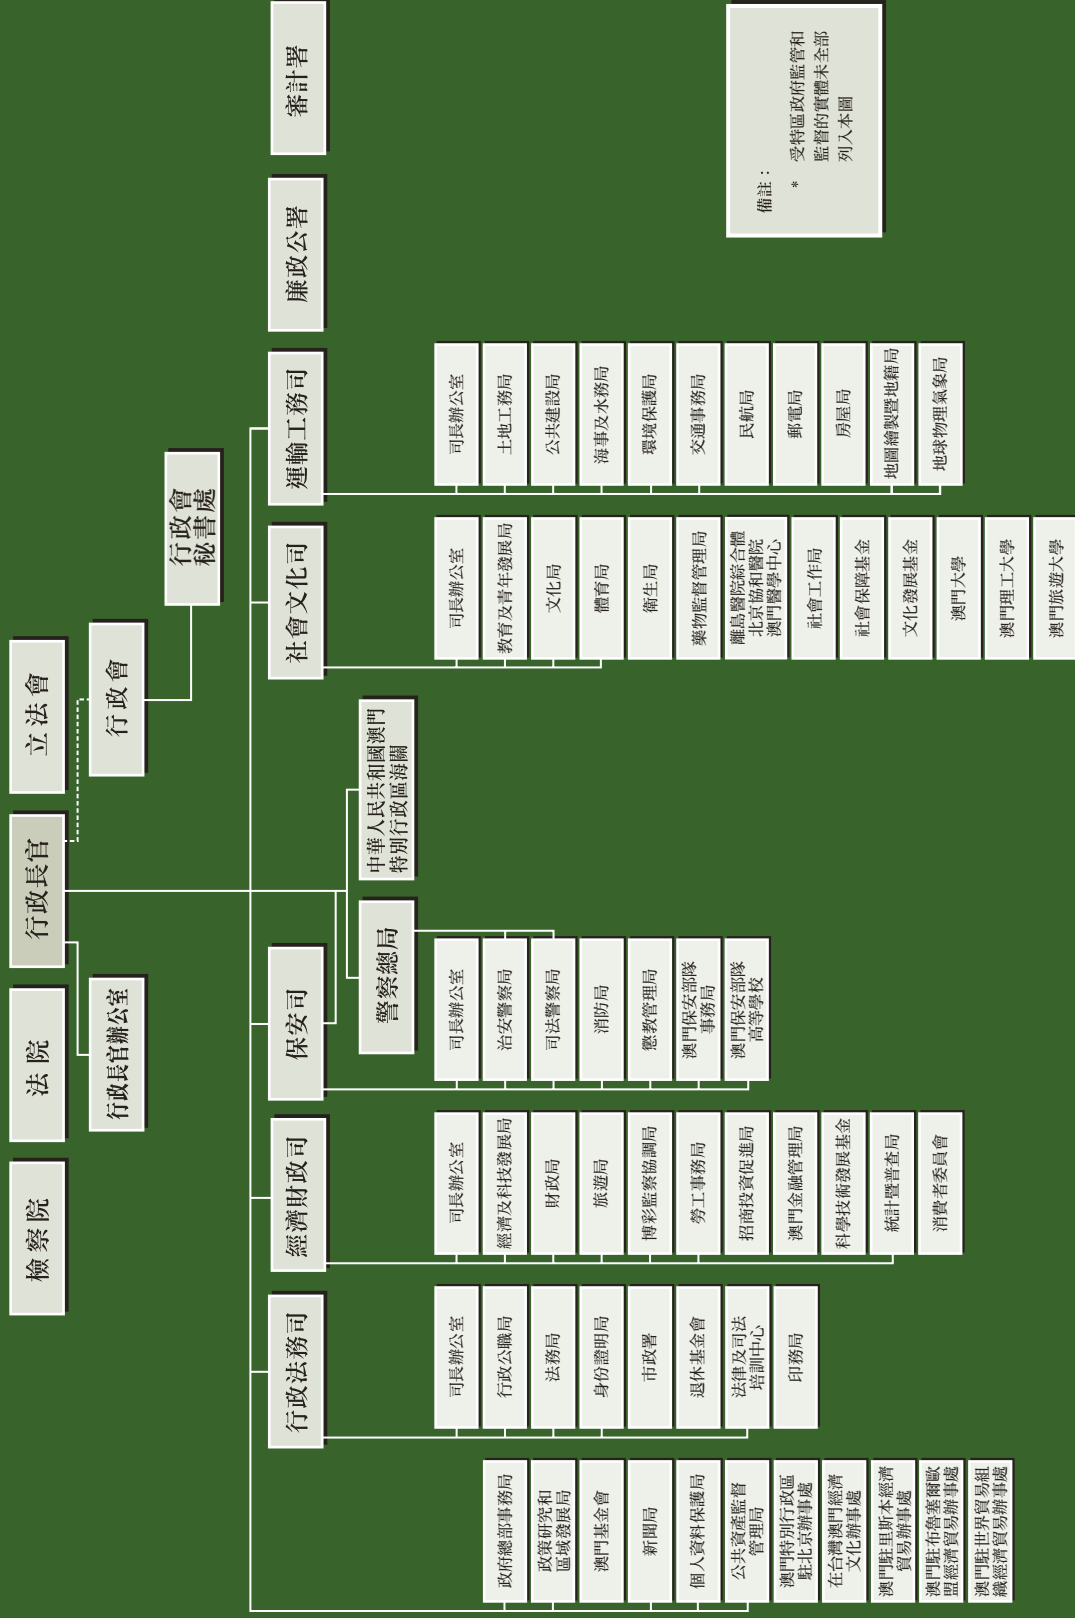 檢察院
法院
行政長官
立法會
行政長官辦公室
行政會
行政會
秘書處
行政法務司
經濟財政司
保安司
社會文化司
運輸工務司
廉政公署
審計署
警察總局
中華人民共和國澳門
特別行政區海關
政府總部事務局
政策研究和
區域發展局
澳門基金會
新聞局
個人資料保護局
公共資產監督
管理局
澳門特別行政區
駐北京辦事處
在台灣澳門經濟
文化辦事處
澳門駐里斯本經濟
貿易辦事處
澳門駐布魯塞爾歐
盟經濟貿易辦事處
澳門駐世界貿易組
織經濟貿易辦事處
司長辦公室
行政公職局
法務局
身份證明局
市政署
退休基金會
法律及司法
培訓中心
印務局
司長辦公室
經濟及科技發展局
財政局
旅遊局
博彩監察協調局
勞工事務局
招商投資促進局
澳門金融管理局
科學技術發展基金
統計暨普查局
消費者委員會
司長辦公室
治安警察局
司法警察局
消防局
懲教管理局
澳門保安部隊
事務局
澳門保安部隊
高等學校
司長辦公室
教育及青年發展局
文化局
體育局
衛生局
藥物監督管理局
離島醫院綜合體
北京協和醫院
澳門醫學中心
社會工作局
社會保障基金
文化發展基金
澳門大學
澳門理工大學
澳門旅遊大學
司長辦公室
土地工務局
公共建設局
海事及水務局
環境保護局
交通事務局
民航局
郵電局
房屋局
地圖繪製暨地籍局
地球物理氣象局
備註：
* 受特區政府監管和
監督的實體未全部
列入本圖